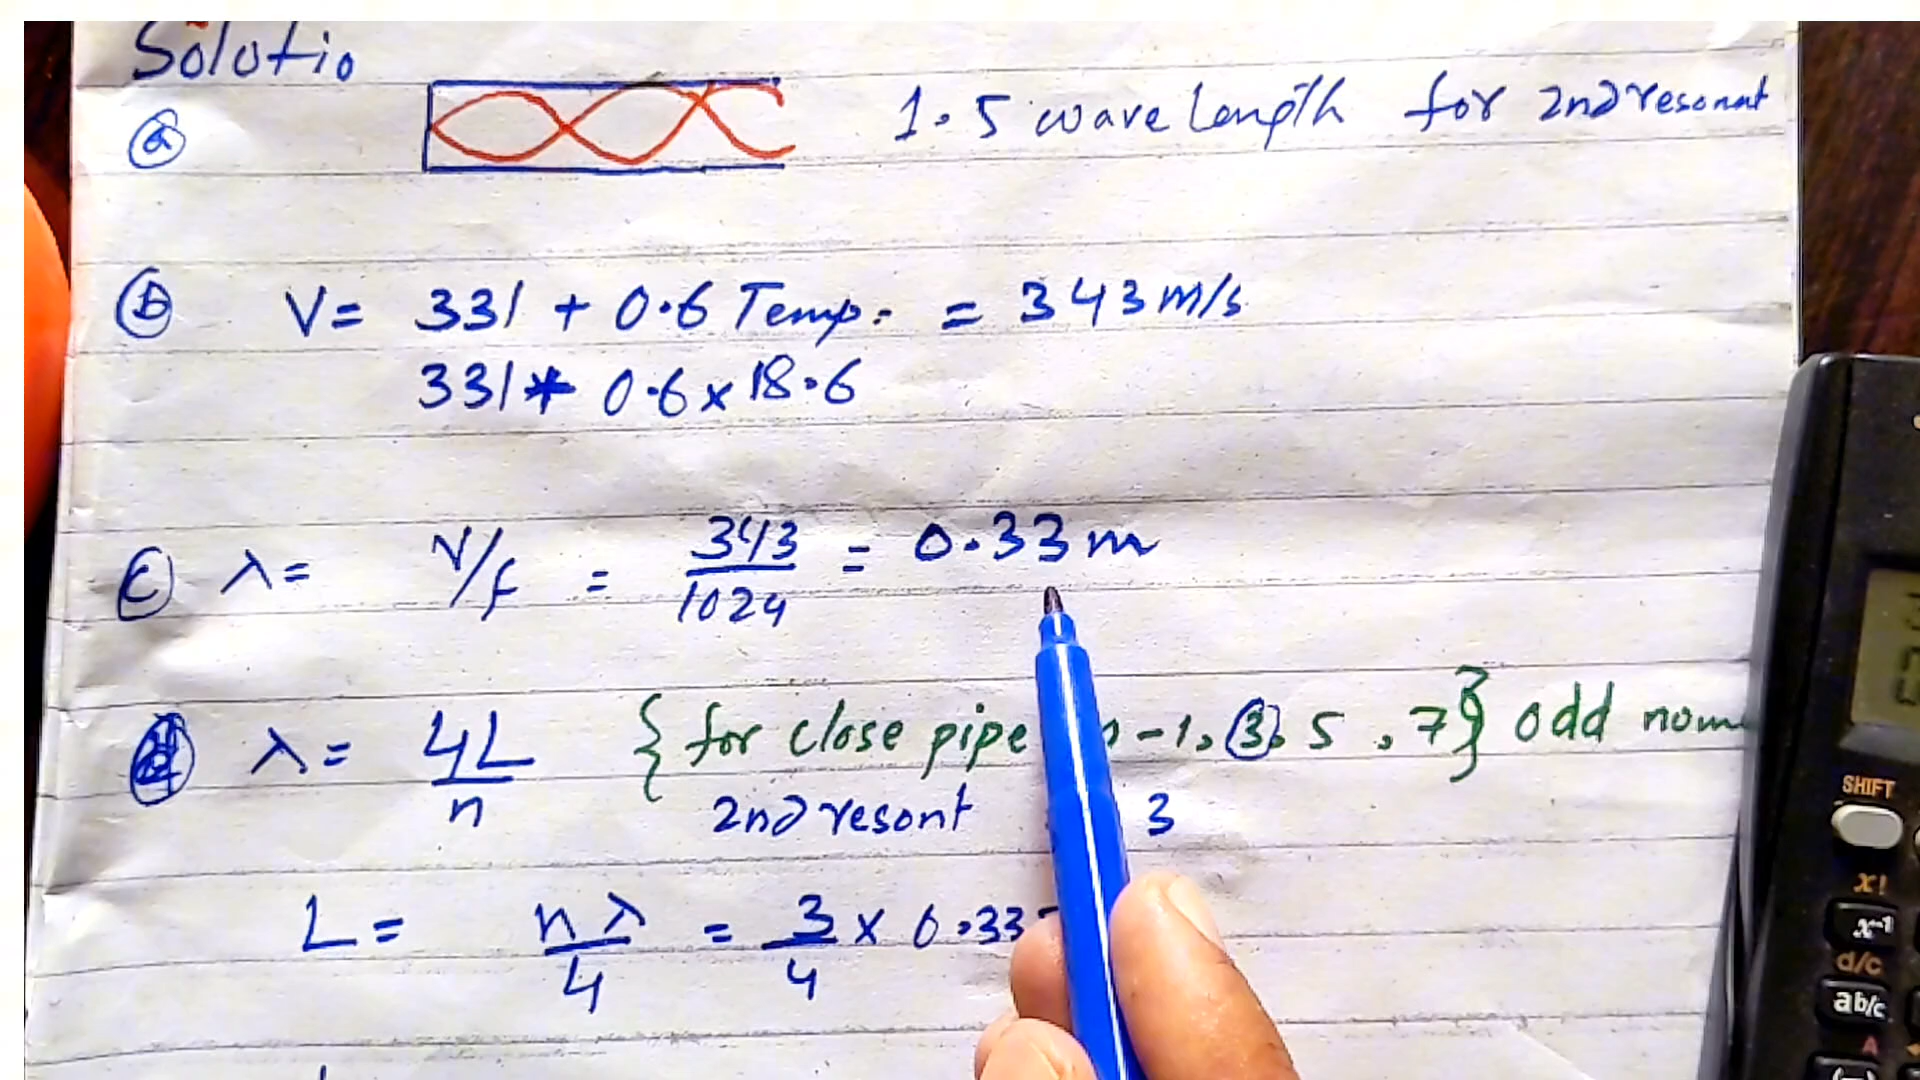 Solutio
(a) 1.5 wave length for 2nd resonat
(b) V = 331 + 0.6 Temp. = 343 m/s
331 * 0.6 x 18.6
(c) λ = V/f = 343/1024 = 0.33 m
λ = 4L/n {for close pipe -1, 3, 5, 7} odd nom
2nd resont 3
L = nλ/4 = 3/4 x 0.33
SHIFT
x!
x⁻¹
d/c
ab/c
A
(-)